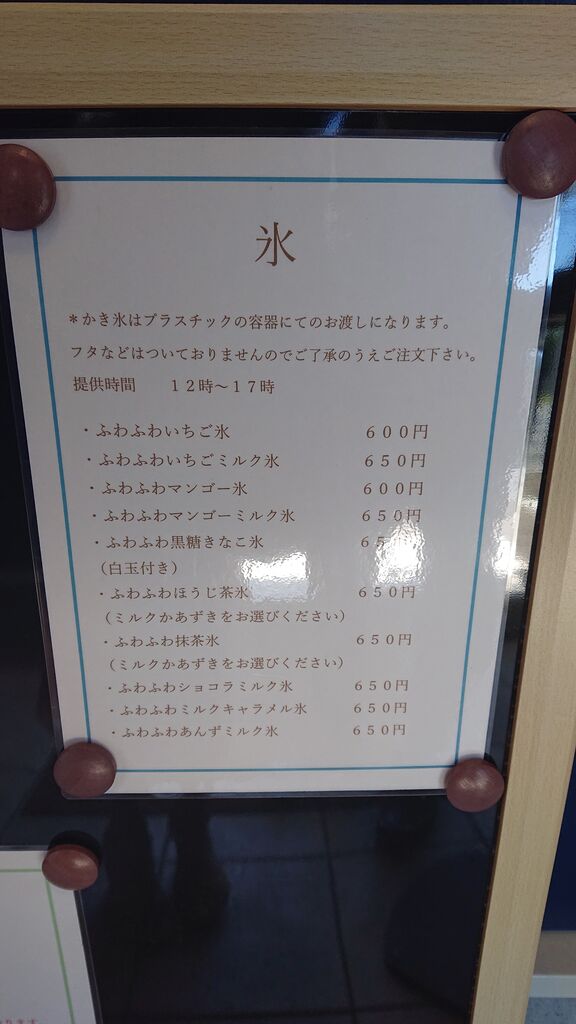 氷
＊かき氷はプラスチックの容器にてのお渡しになります。
フタなどはついておりませんのでご了承のうえご注文下さい。
提供時間　　１２時～１７時
・ふわふわいちご氷　６００円
・ふわふわいちごミルク氷　６５０円
・ふわふわマンゴー氷　６００円
・ふわふわマンゴーミルク氷　６５０円
・ふわふわ黒糖きなこ氷
（白玉付き）
・ふわふわほうじ茶氷　６５０円
（ミルクかあずきをお選びください）
・ふわふわ抹茶氷　６５０円
（ミルクかあずきをお選びください）
・ふわふわショコラミルク氷　６５０円
・ふわふわミルクキャラメル氷　６５０円
・ふわふわあんずミルク氷　６５０円